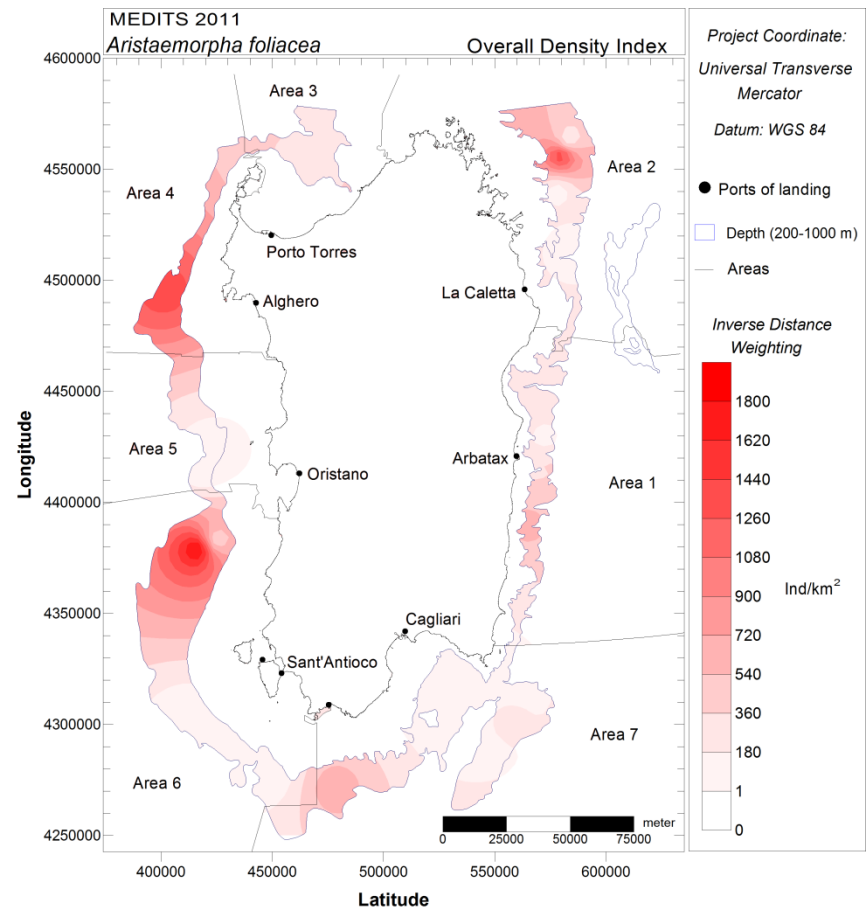 MEDITS 2011
Aristaemorpha foliacea
Overall Density Index
Project Coordinate:
Universal Transverse
Mercator
Datum: WGS 84
Ports of landing
Depth (200-1000 m)
Areas
Inverse Distance
Weighting
1800
1620
1440
1260
1080
900
720
540
360
180
1
0
Ind/km²
4600000
4550000
4500000
4450000
4400000
4350000
4300000
4250000
Longitude
Area 3
Area 4
Area 2
Porto Torres
Alghero
La Caletta
Area 5
Oristano
Arbatax
Area 1
Cagliari
Sant'Antioco
Area 7
Area 6
meter
0
25000
50000
75000
400000
450000
500000
550000
600000
Latitude